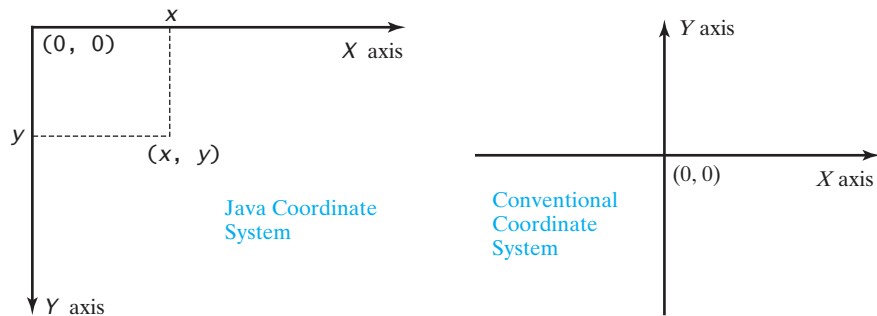 x
(0, 0)
X axis
y
(x, y)
Java Coordinate
System
Y axis
Y axis
(0, 0)
X axis
Conventional
Coordinate
System